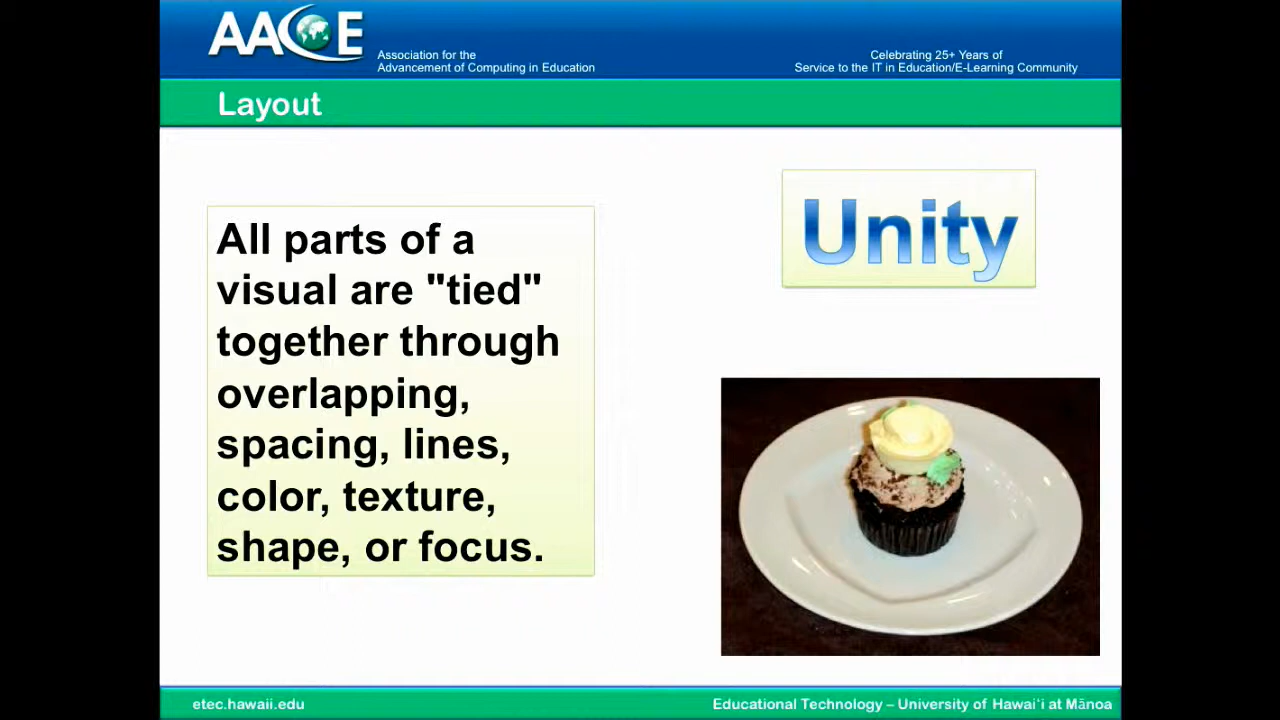 AACE
Association for the
Advancement of Computing in Education
Celebrating 25+ Years of
Service to the IT in Education/E-Learning Community
Layout
Unity
All parts of a
visual are "tied"
together through
overlapping,
spacing, lines,
color, texture,
shape, or focus.
etec.hawaii.edu
Educational Technology – University of Hawaiʻi at Mānoa